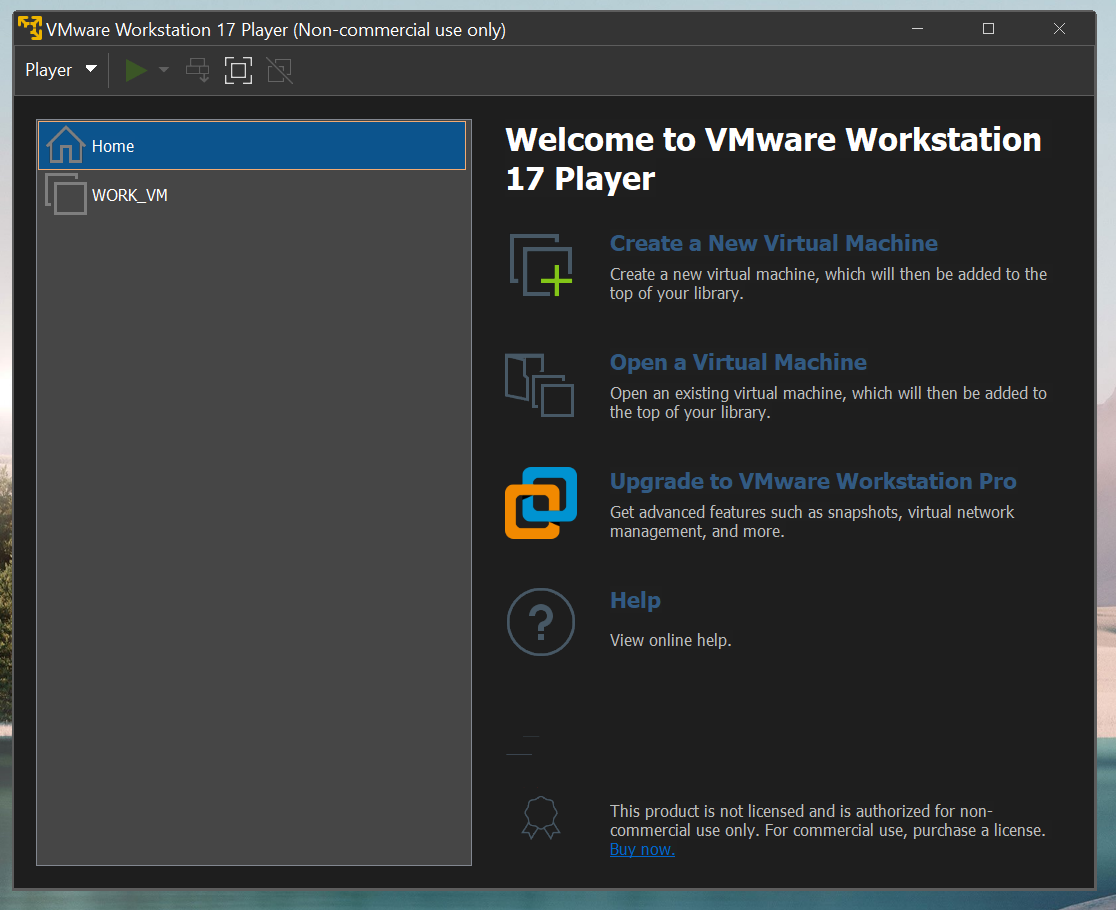 VMware Workstation 17 Player (Non-commercial use only)
Player
Home
WORK_VM
Welcome to VMware Workstation
17 Player
Create a New Virtual Machine
Create a new virtual machine, which will then be added to the
top of your library.
Open a Virtual Machine
Open an existing virtual machine, which will then be added to
the top of your library.
Upgrade to VMware Workstation Pro
Get advanced features such as snapshots, virtual network
management, and more.
Help
View online help.
This product is not licensed and is authorized for non-
commercial use only. For commercial use, purchase a license.
Buy now.